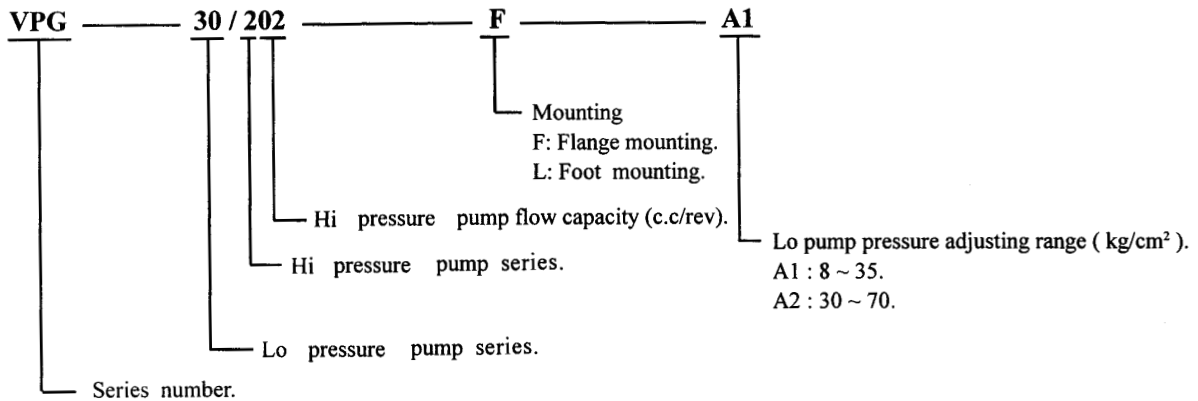 VPG 30 / 202 F A1
Mounting
F: Flange mounting.
L: Foot mounting.
Hi pressure pump flow capacity (c.c/rev).
Hi pressure pump series.
Lo pump pressure adjusting range ( kg/cm² ).
A1 : 8 ~ 35.
A2 : 30 ~ 70.
Lo pressure pump series.
Series number.